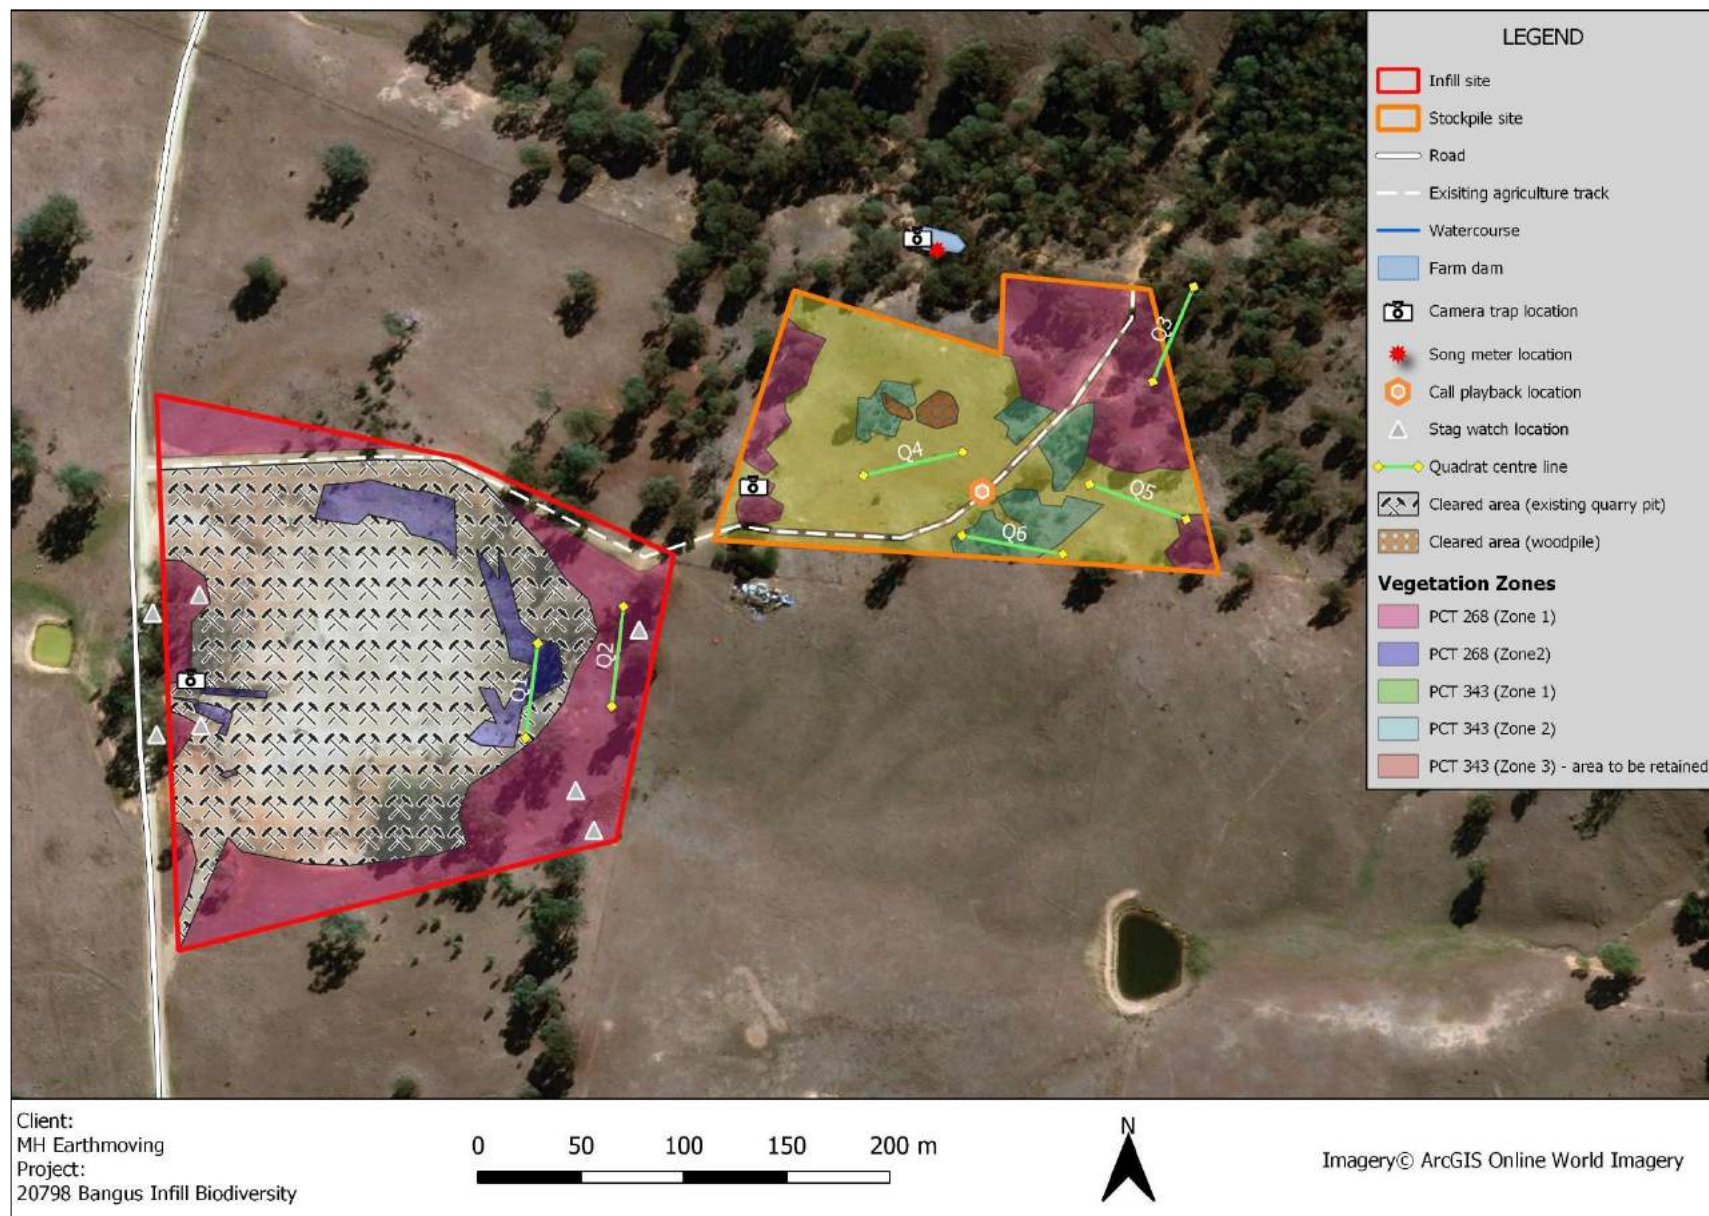 LEGEND
Infill site
Stockpile site
Road
Exisiting agriculture track
Watercourse
Farm dam
Camera trap location
Song meter location
Call playback location
Stag watch location
Quadrat centre line
Cleared area (existing quarry pit)
Cleared area (woodpile)
Vegetation Zones
PCT 268 (Zone 1)
PCT 268 (Zone2)
PCT 343 (Zone 1)
PCT 343 (Zone 2)
PCT 343 (Zone 3) - area to be retained
Q3
Q4
Q5
Q6
Q2
Q1
Client:
MH Earthmoving
Project:
20798 Bangus Infill Biodiversity
0 50 100 150 200 m
N
Imagery© ArcGIS Online World Imagery